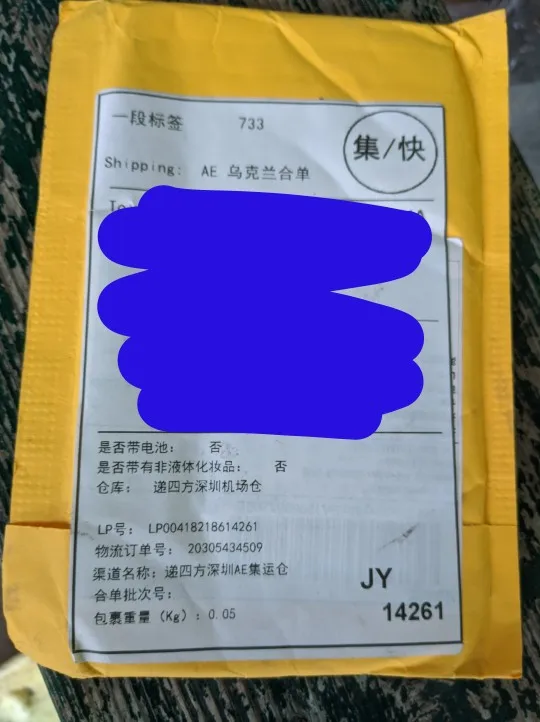 一段标签 733
集/快
Shipping: AE 乌克兰合单
To
A
是否带电池： 否
是否带有非液体化妆品： 否
仓库： 递四方深圳机场仓
LP号： LP00418218614261
物流订单号： 20305434509
渠道名称：递四方深圳AE集运仓
合单批次号：
包裹重量（Kg）：0.05
JY
14261